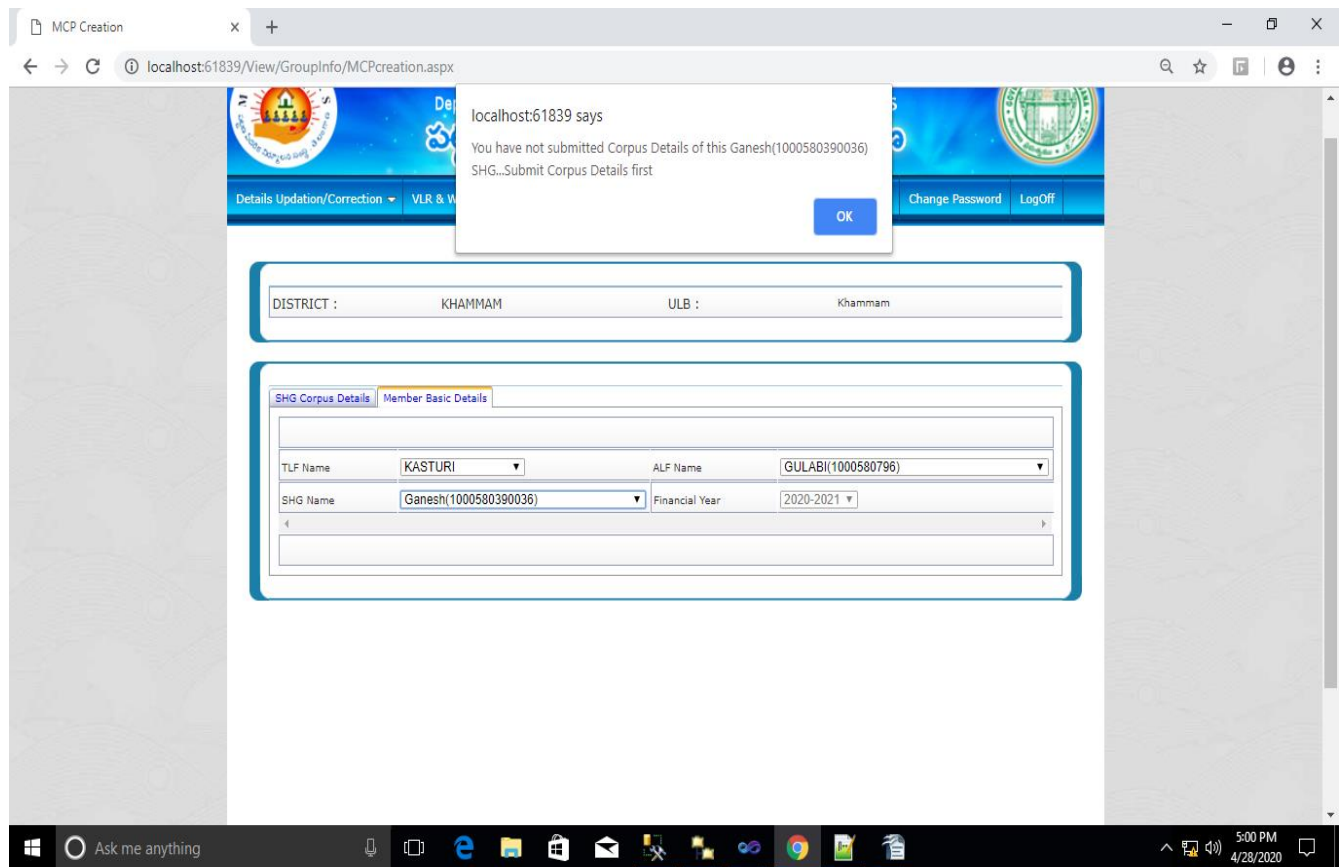 MCP Creation
localhost:61839/View/GroupInfo/MCPcreation.aspx
localhost:61839 says
You have not submitted Corpus Details of this Ganesh(1000580390036)
SHG...Submit Corpus Details first
OK
Details Updation/Correction
VLR & W
Change Password
LogOff
DISTRICT :
KHAMMAM
ULB :
Khammam
SHG Corpus Details
Member Basic Details
TLF Name
KASTURI
ALF Name
GULABI(1000580796)
SHG Name
Ganesh(1000580390036)
Financial Year
2020-2021
Ask me anything
5:00 PM
4/28/2020